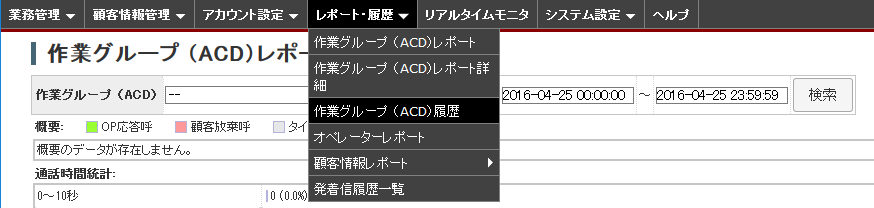 業務管理 顧客情報管理 アカウント設定 レポート・履歴 リアルタイムモニタ システム設定 ヘルプ
作業グループ（ACD）レポー
作業グループ（ACD）レポート
作業グループ（ACD）レポート詳
細
作業グループ（ACD）履歴
オペレーターレポート
顧客情報レポート
発着信履歴一覧
作業グループ（ACD） -- 2016-04-25 00:00:00 ～ 2016-04-25 23:59:59 検索
概要: OP応答呼 顧客放棄呼 タイ
概要のデータが存在しません。
通話時間統計:
0～10秒 0 (0.0%)